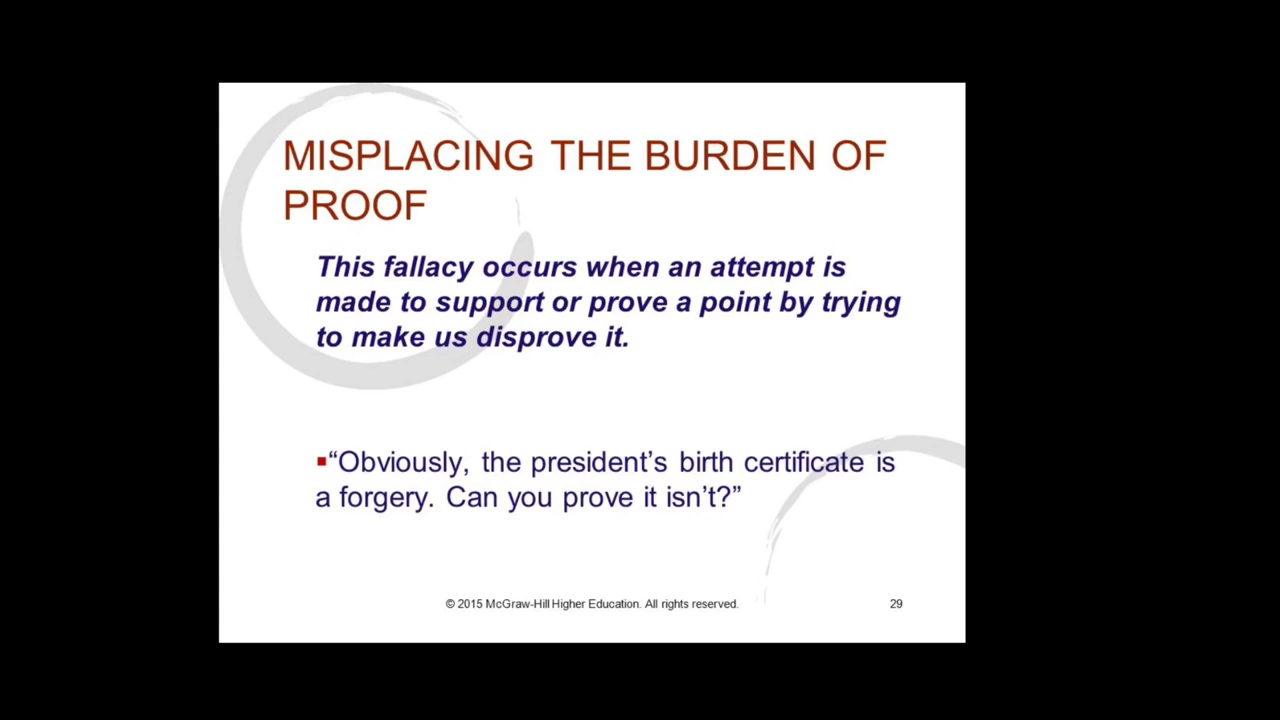 MISPLACING THE BURDEN OF
PROOF
This fallacy occurs when an attempt is
made to support or prove a point by trying
to make us disprove it.
▪“Obviously, the president’s birth certificate is
a forgery. Can you prove it isn’t?”
© 2015 McGraw-Hill Higher Education. All rights reserved.
29